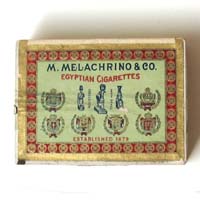 M. MELACHRINO & CO.
EGYPTIAN CIGARETTES
ESTABLISHED 1879